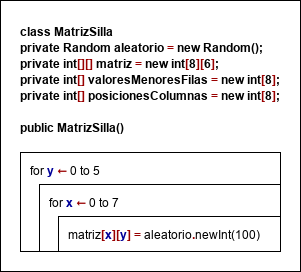 class MatrizSilla
private Random aleatorio = new Random();
private int[][] matriz = new int[8][6];
private int[] valoresMenoresFilas = new int[8];
private int[] posicionesColumnas = new int[8];
public MatrizSilla()
for y ← 0 to 5
for x ← 0 to 7
matriz[x][y] = aleatorio.newInt(100)